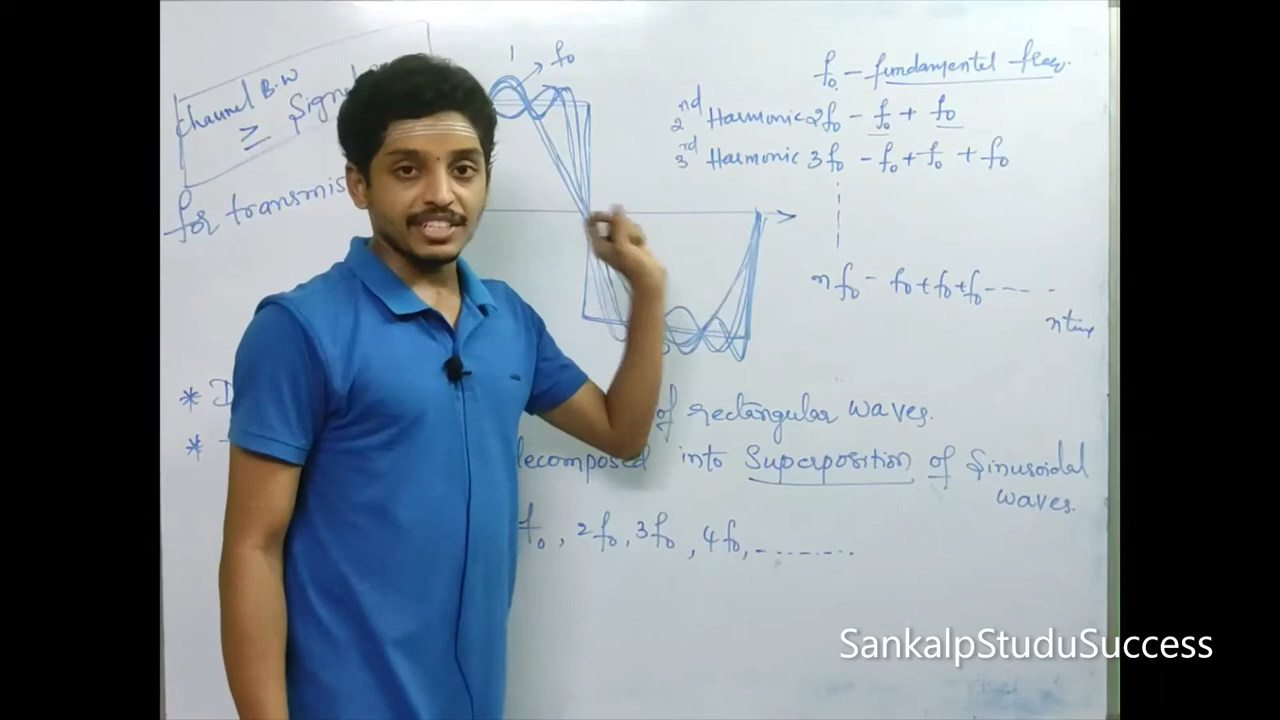 Channel B.W
≥ Sign
for transmis
1
f₀
f₀ - fundamental freq.
2nd Harmonic 2f₀ - f₀ + f₀
3rd Harmonic 3f₀ - f₀ + f₀ + f₀
nf₀ - f₀ + f₀ + f₀ ---- -
n time
* D
of rectangular waves.
*
decomposed into Superposition of Sinusoidal
waves.
f₀, 2f₀, 3f₀, 4f₀, --------
SankalpStuduSuccess